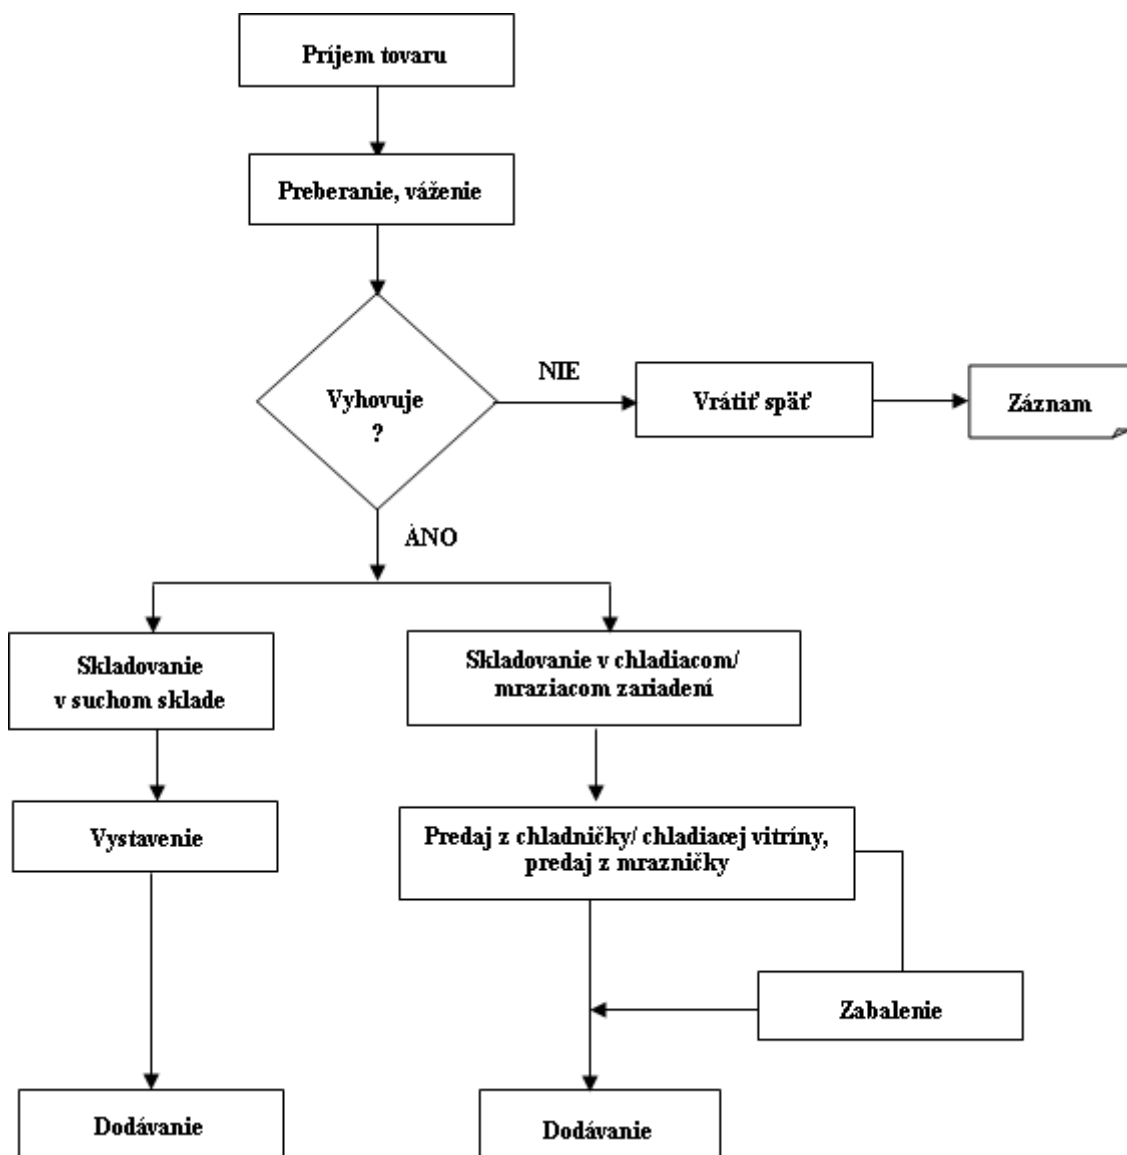 Príjem tovaru
Preberanie, váženie
Vyhovuje
?
NIE
Vrátiť späť
Záznam
ÁNO
Skladovanie
v suchom sklade
Skladovanie v chladiacom/
mraziacom zariadení
Vystavenie
Predaj z chladničky/ chladiacej vitríny,
predaj z mrazničky
Zabalenie
Dodávanie
Dodávanie